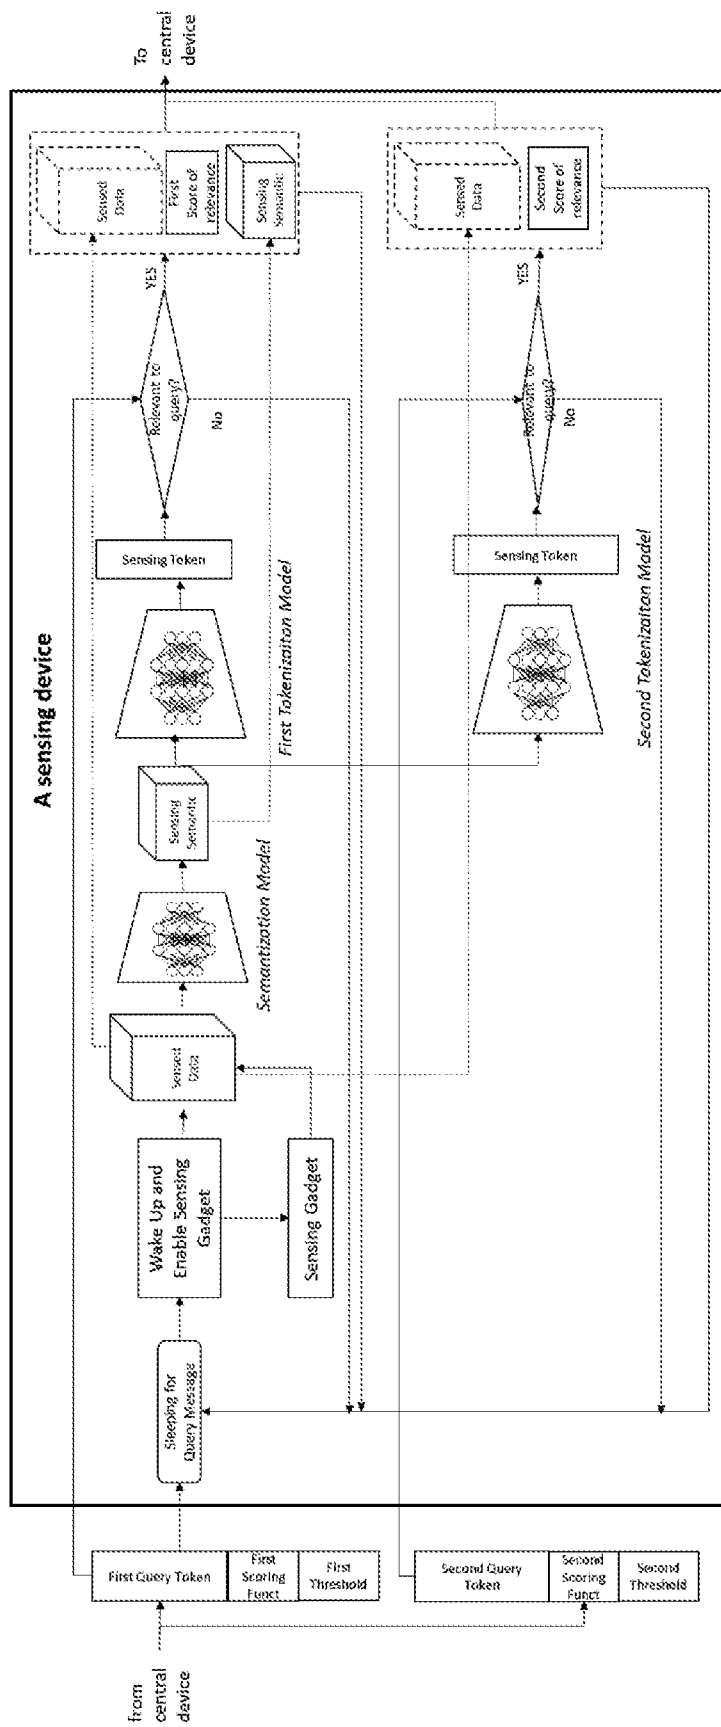 A sensing device
from
central
device
First Query Token
First
Scoring
Funct
First
Threshold
Sleeping for
Query Message
Wake Up and
Enable Sensing
Gadget
Sensing Gadget
Sensed
Data
Semantization Model
Sensing
Semantic
First Tokenizaiton Model
Sensing Token
Relevant to
query?
YES
No
Sensed
Data
First
Score of
relevance
Sensing
Semantic
To
central
device
Second Query
Token
Second
Scoring
Funct
Second
Threshold
Second Tokenizaiton Model
Sensing Token
Relevant to
query?
YES
No
Sensed
Data
Second
Score of
relevance